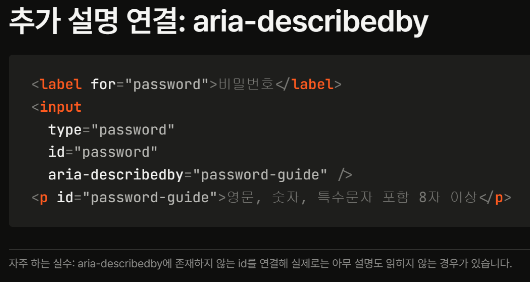 추가 설명 연결: aria-describedby
<label for="password">비밀번호</label>
<input
type="password"
id="password"
aria-describedby="password-guide" />
<p id="password-guide">영문, 숫자, 특수문자 포함 8자 이상</p>
자주 하는 실수: aria-describedby에 존재하지 않는 id를 연결해 실제로는 아무 설명도 읽히지 않는 경우가 있습니다.